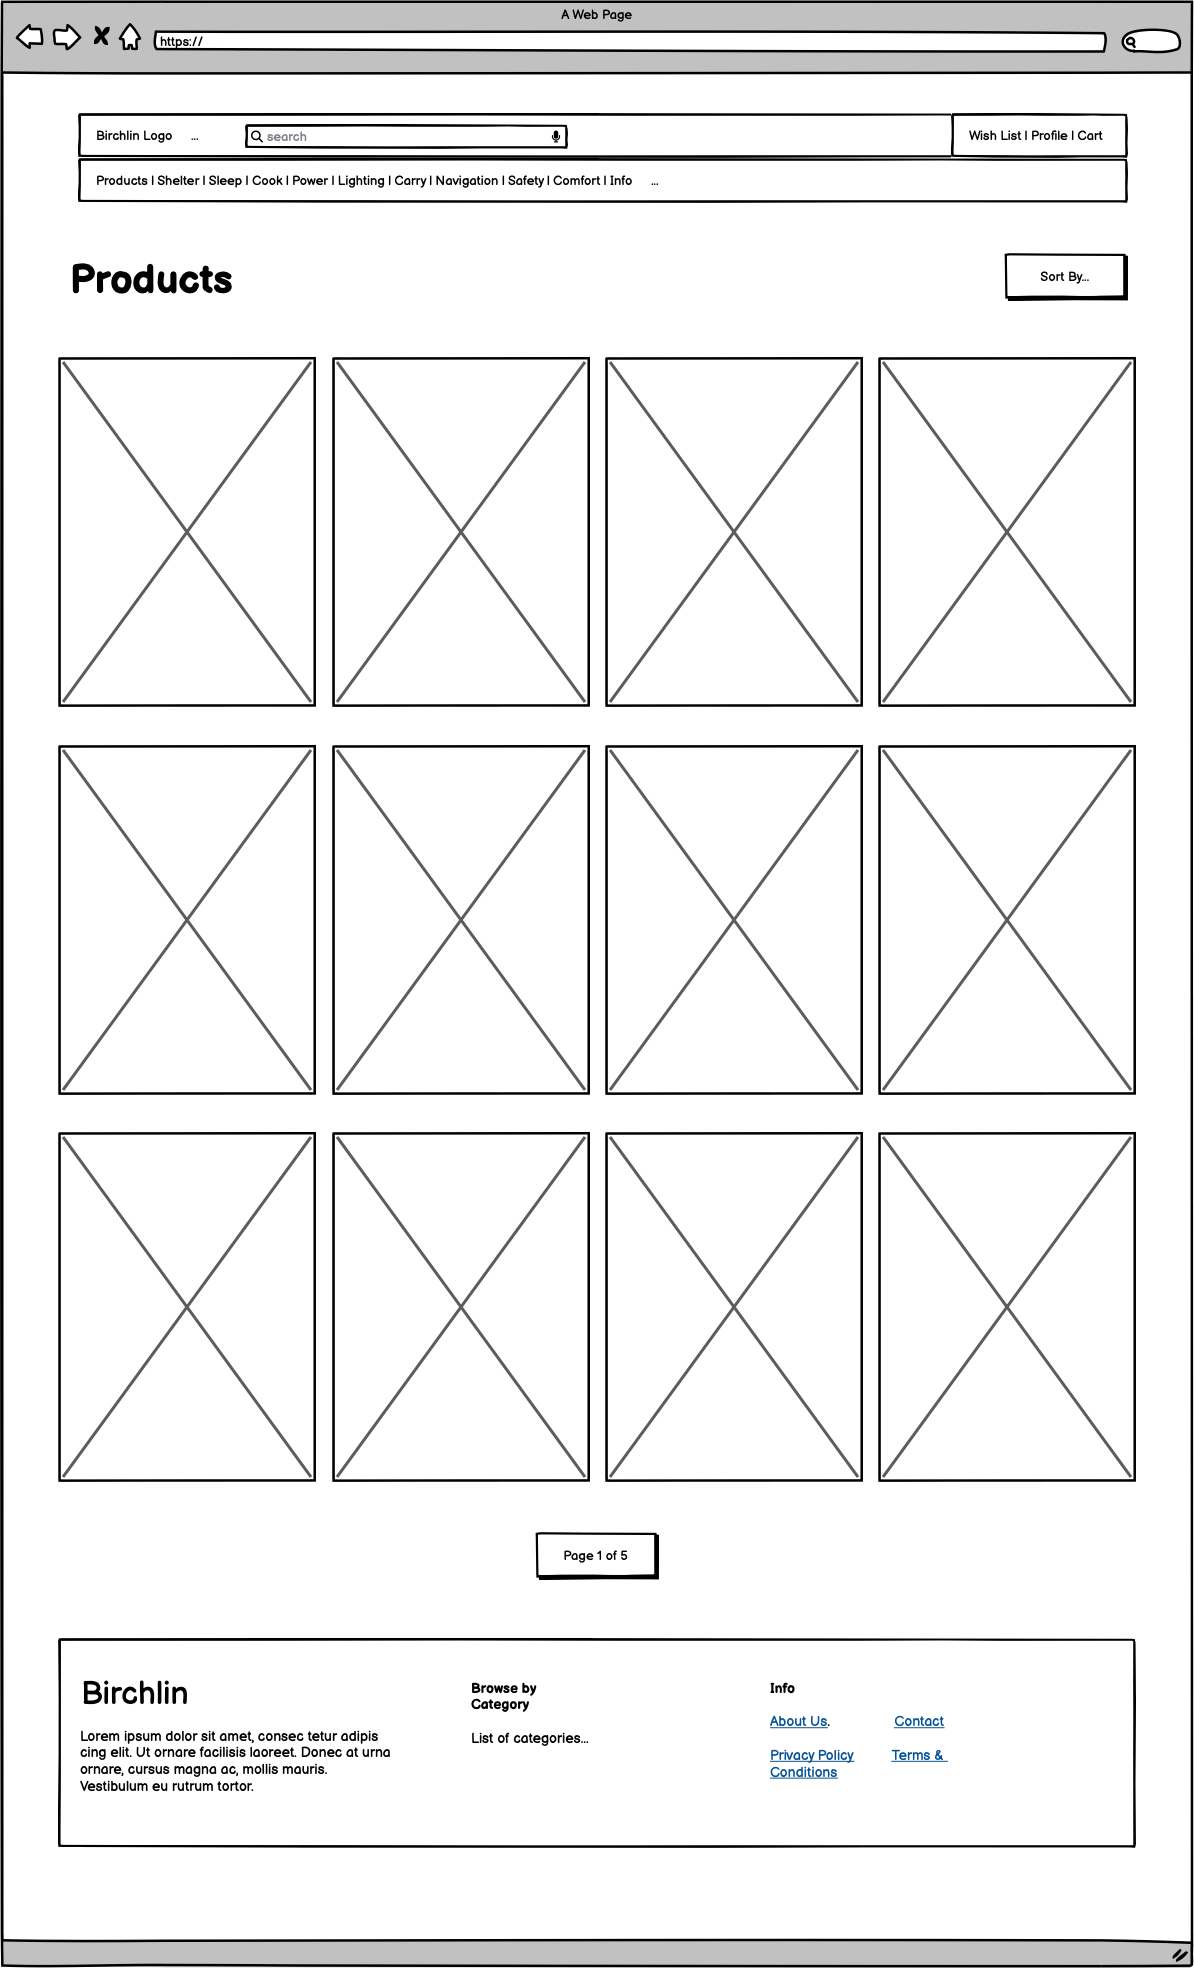 A Web Page
https://
Birchlin Logo ...
search
Wish List | Profile | Cart
Products | Shelter | Sleep | Cook | Power | Lighting | Carry | Navigation | Safety | Comfort | Info ...
Products
Sort By...
Page 1 of 5
Birchlin
Lorem ipsum dolor sit amet, consec tetur adipis
cing elit. Ut ornare facilisis laoreet. Donec at urna
ornare, cursus magna ac, mollis mauris.
Vestibulum eu rutrum tortor.
Browse by
Category
List of categories...
Info
About Us. Contact
Privacy Policy Terms &
Conditions